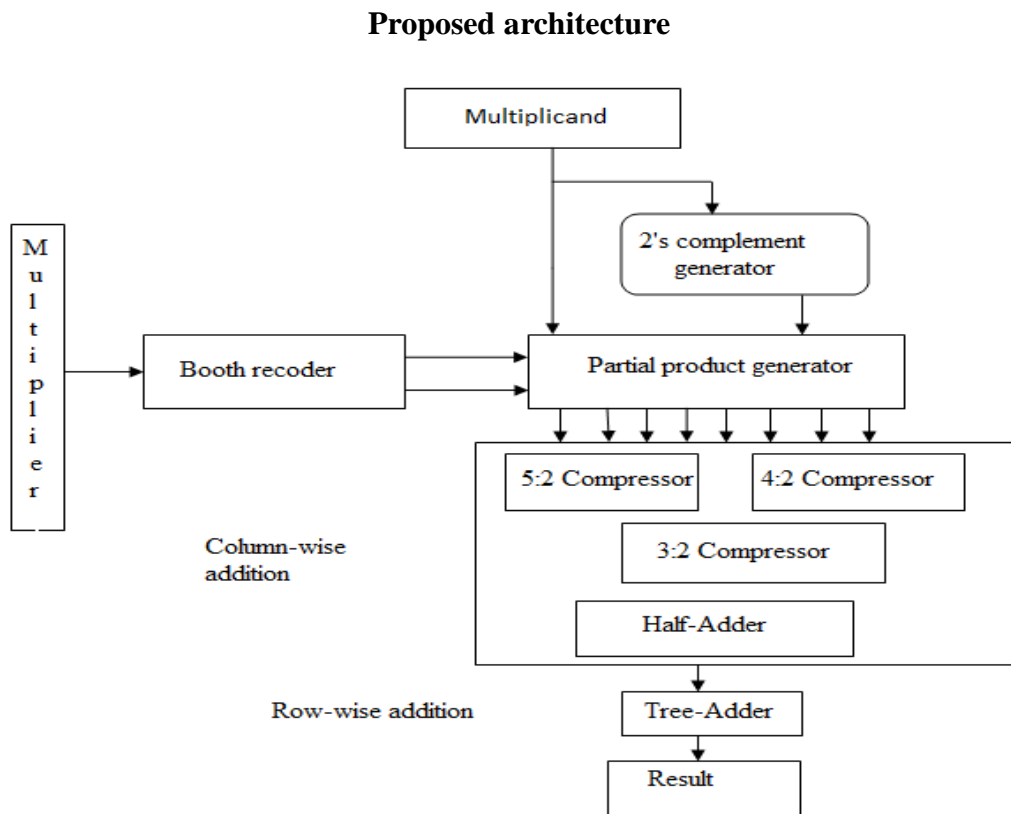 Proposed architecture
Multiplicand
2's complement
generator
Multiplier
Booth recoder
Partial product generator
5:2 Compressor
4:2 Compressor
3:2 Compressor
Column-wise
addition
Half-Adder
Row-wise addition
Tree-Adder
Result